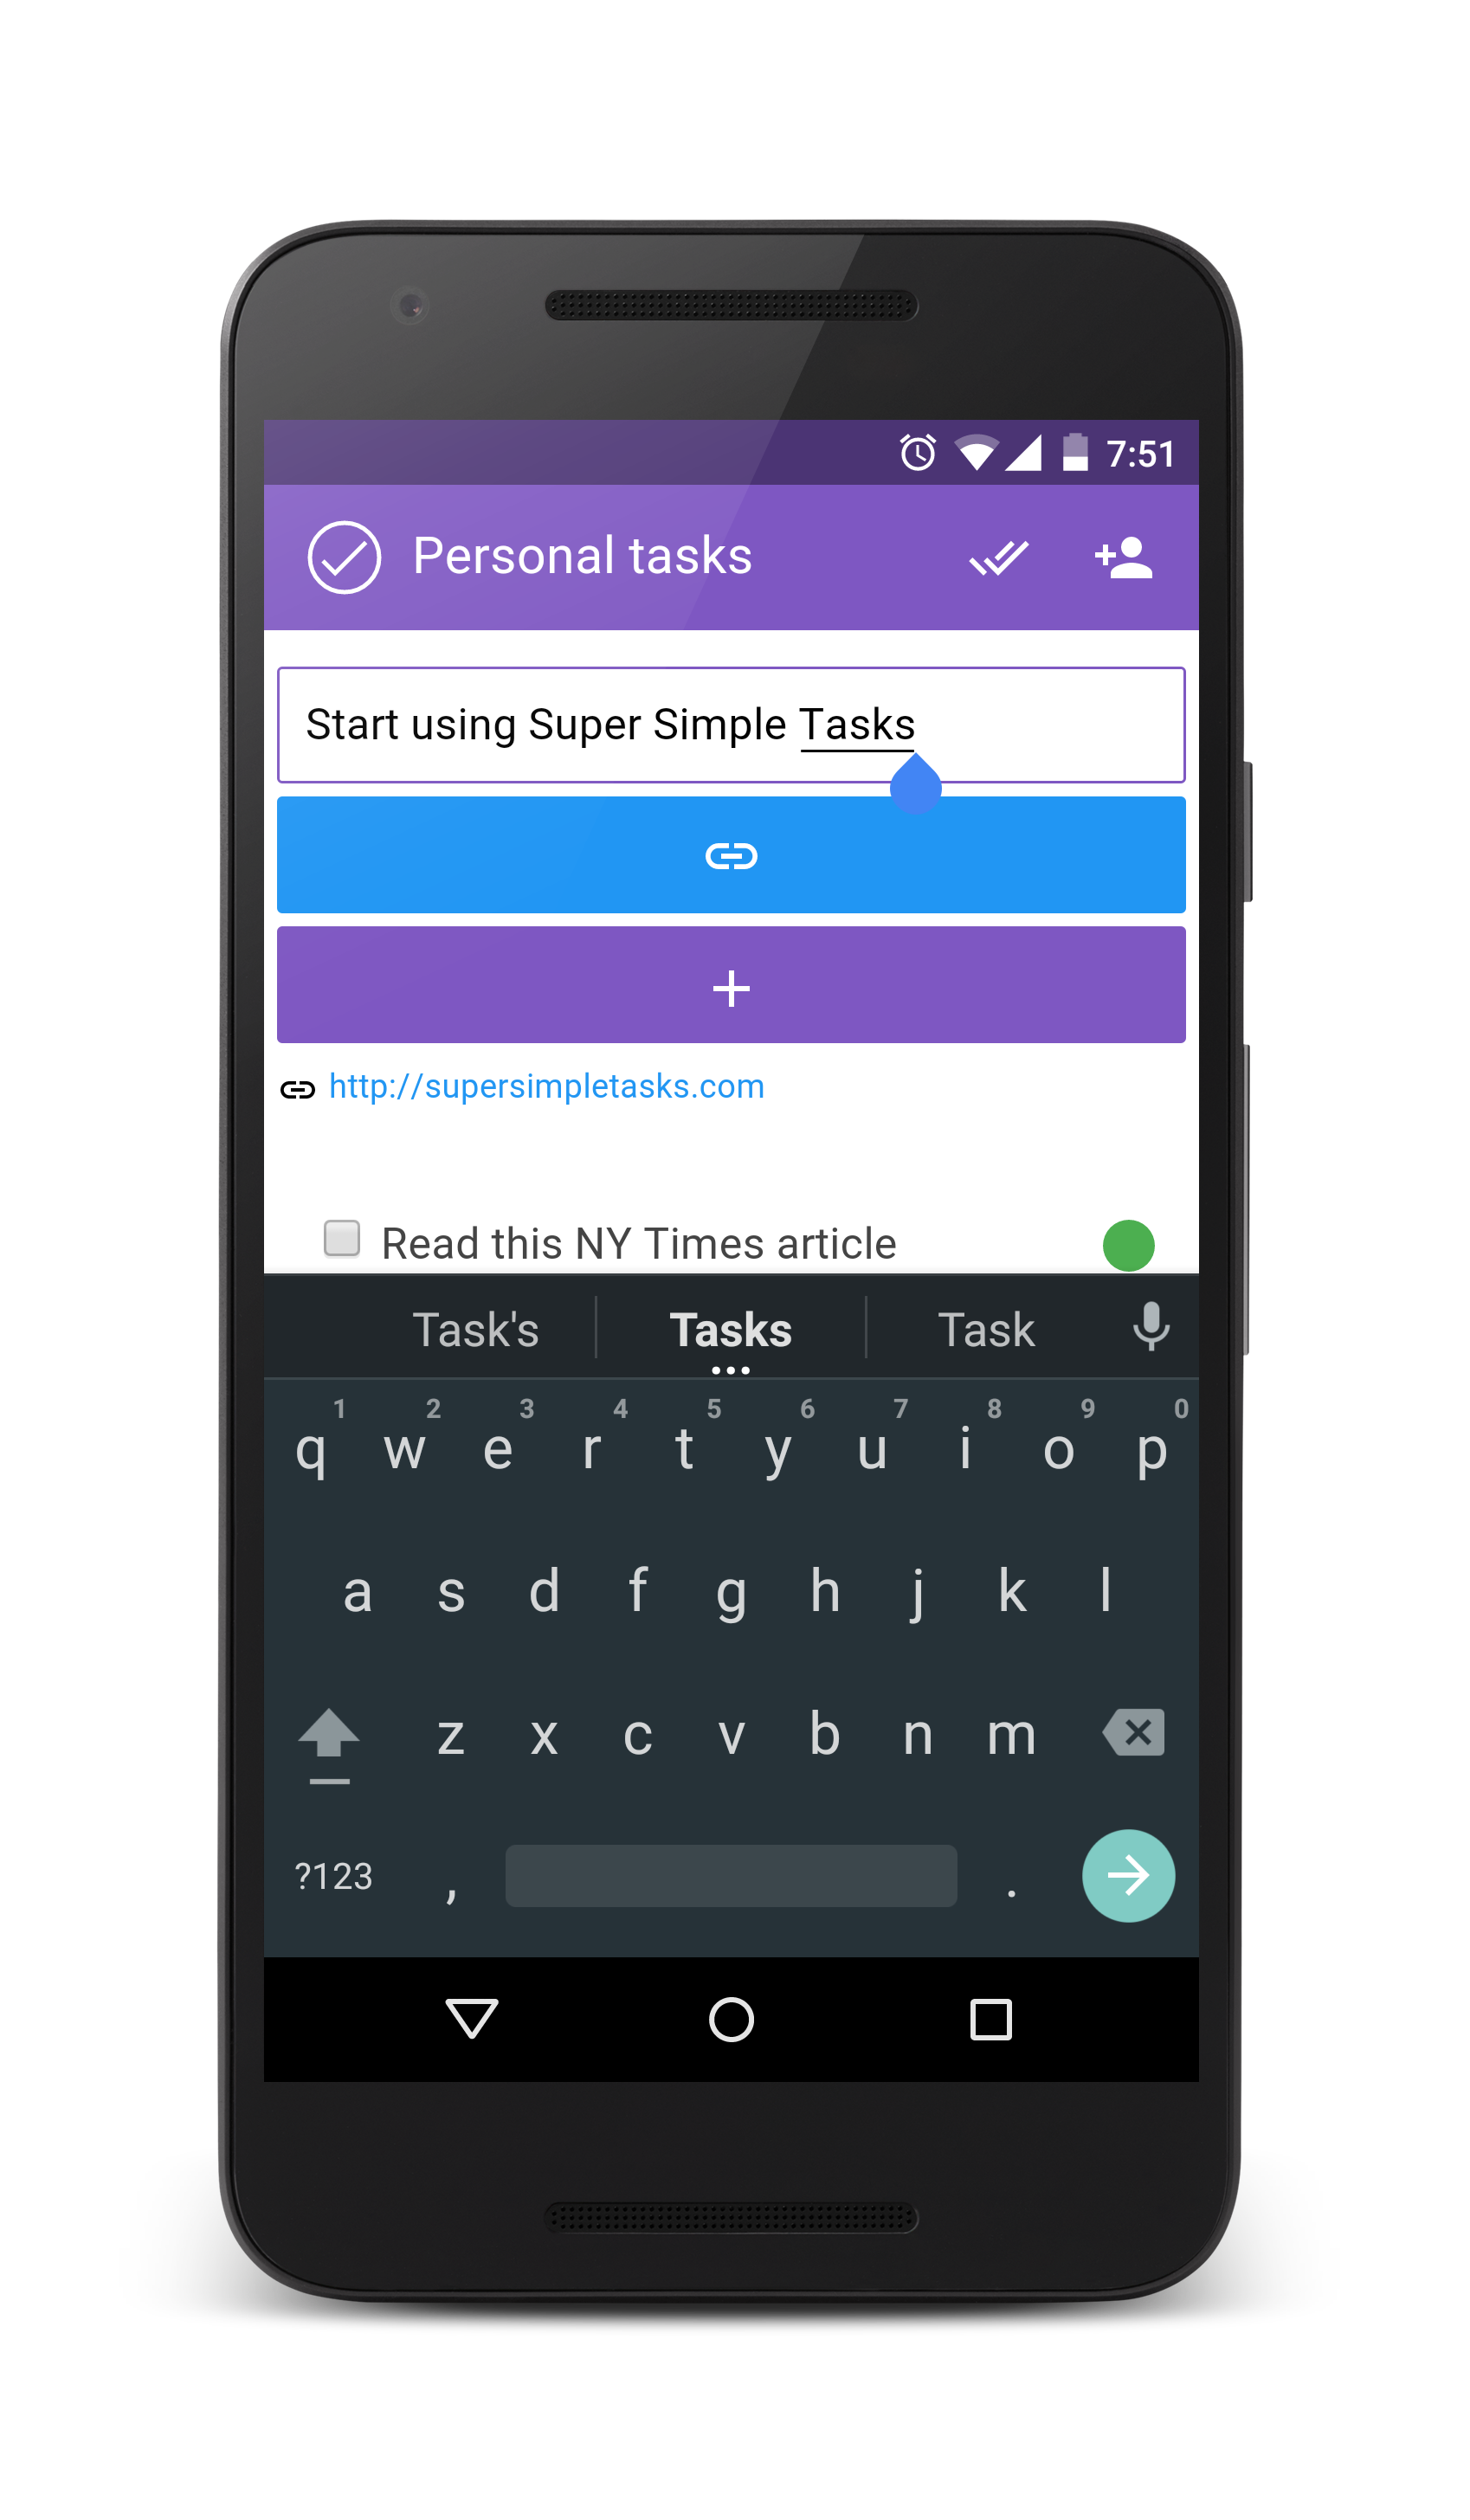 7:51
Personal tasks
Start using Super Simple Tasks
http://supersimpletasks.com
Read this NY Times article
Task's Tasks Task
1 2 3 4 5 6 7 8 9 0
q w e r t y u i o p
a s d f g h j k l
z x c v b n m
?123 , .